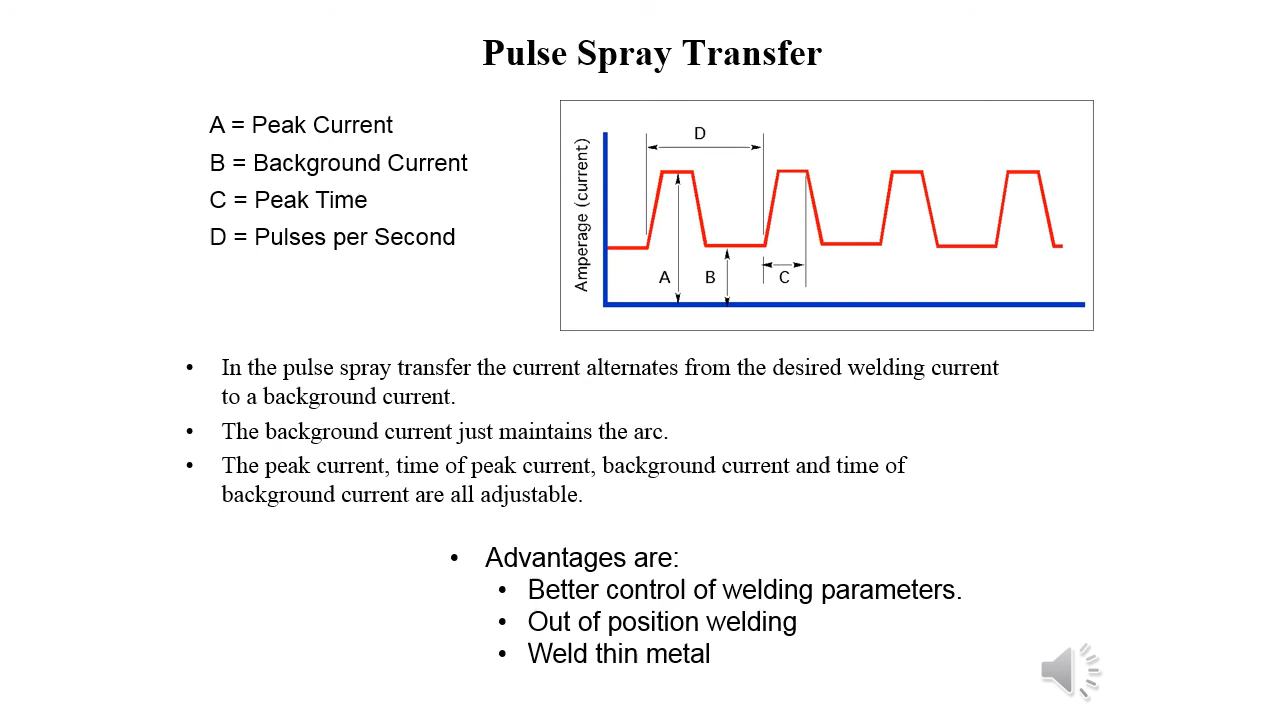 Pulse Spray Transfer
A = Peak Current
B = Background Current
C = Peak Time
D = Pulses per Second
Amperage (current)
D
A
B
C
• In the pulse spray transfer the current alternates from the desired welding current
to a background current.
• The background current just maintains the arc.
• The peak current, time of peak current, background current and time of
background current are all adjustable.
• Advantages are:
• Better control of welding parameters.
• Out of position welding
• Weld thin metal